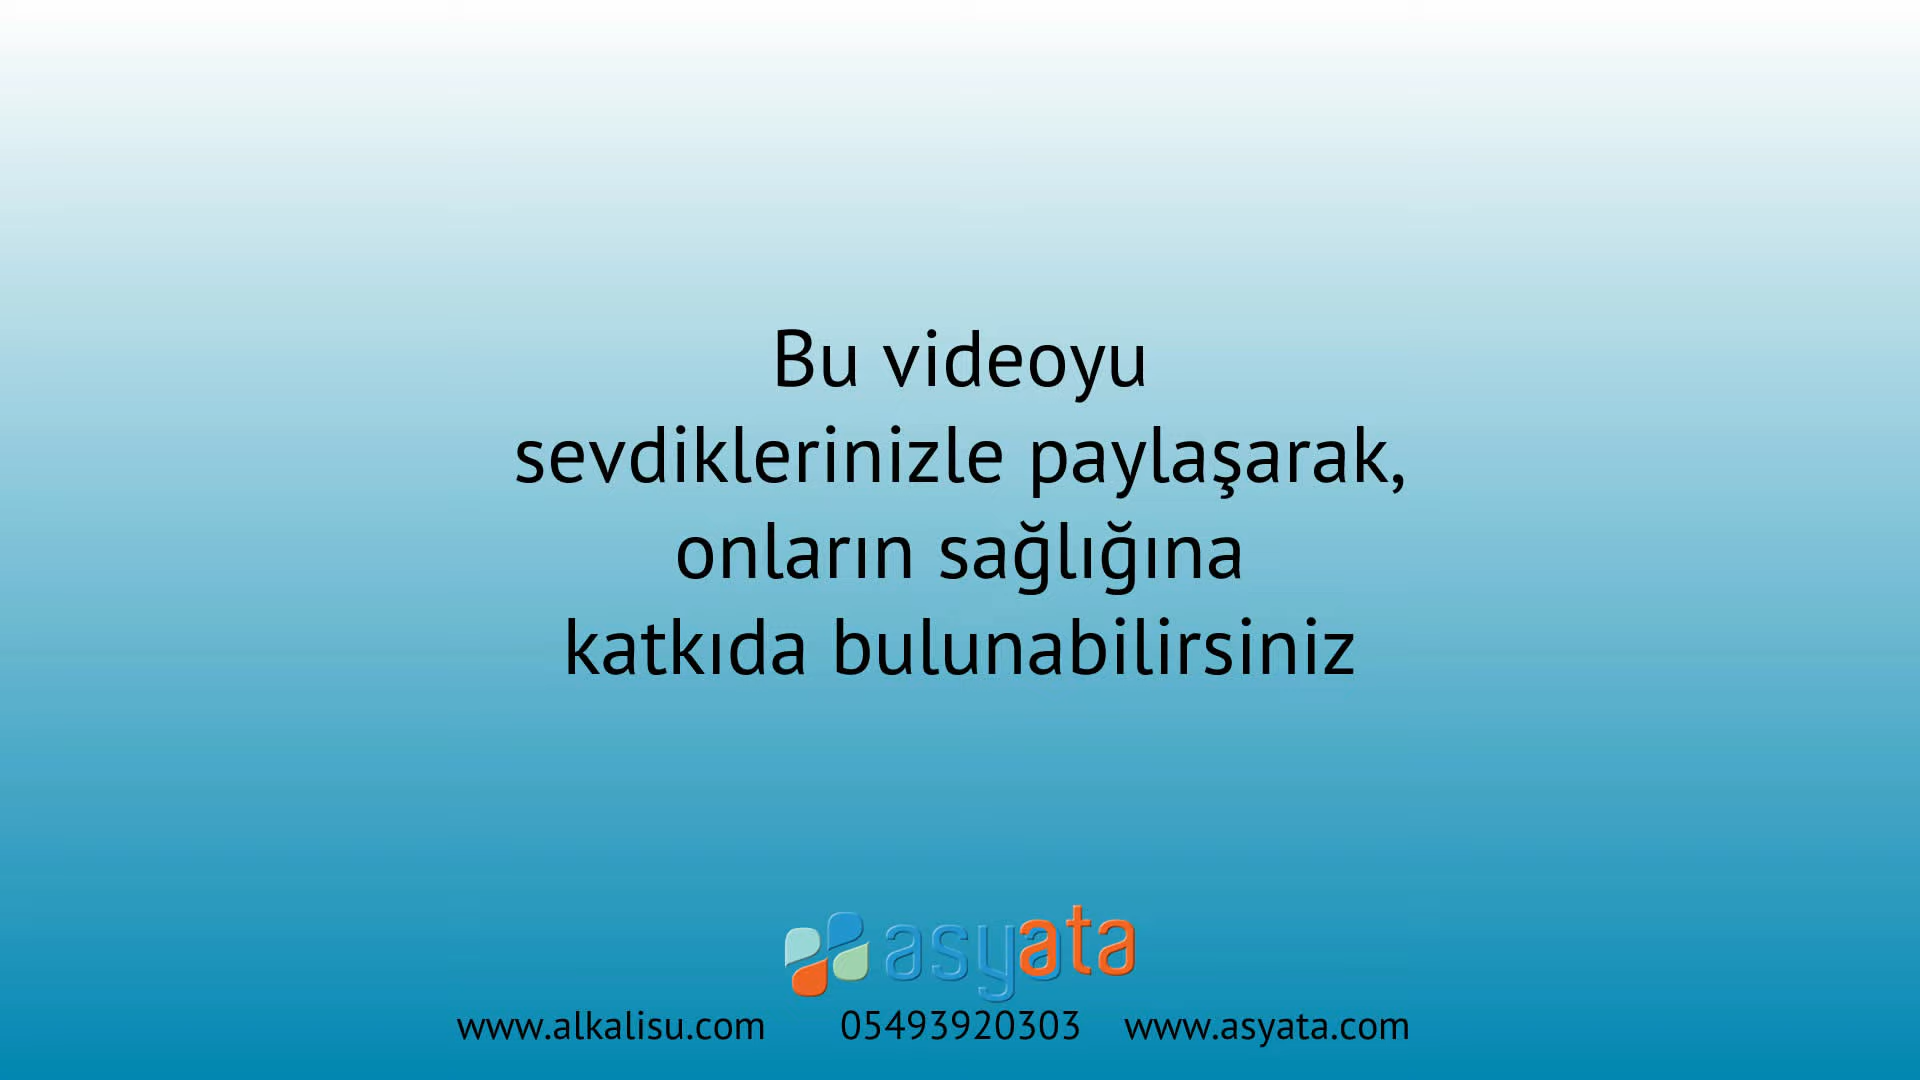 Bu videoyu
sevdiklerinizle paylaşarak,
onların sağlığına
katkıda bulunabilirsiniz
asyata
www.alkalisu.com 05493920303 www.asyata.com